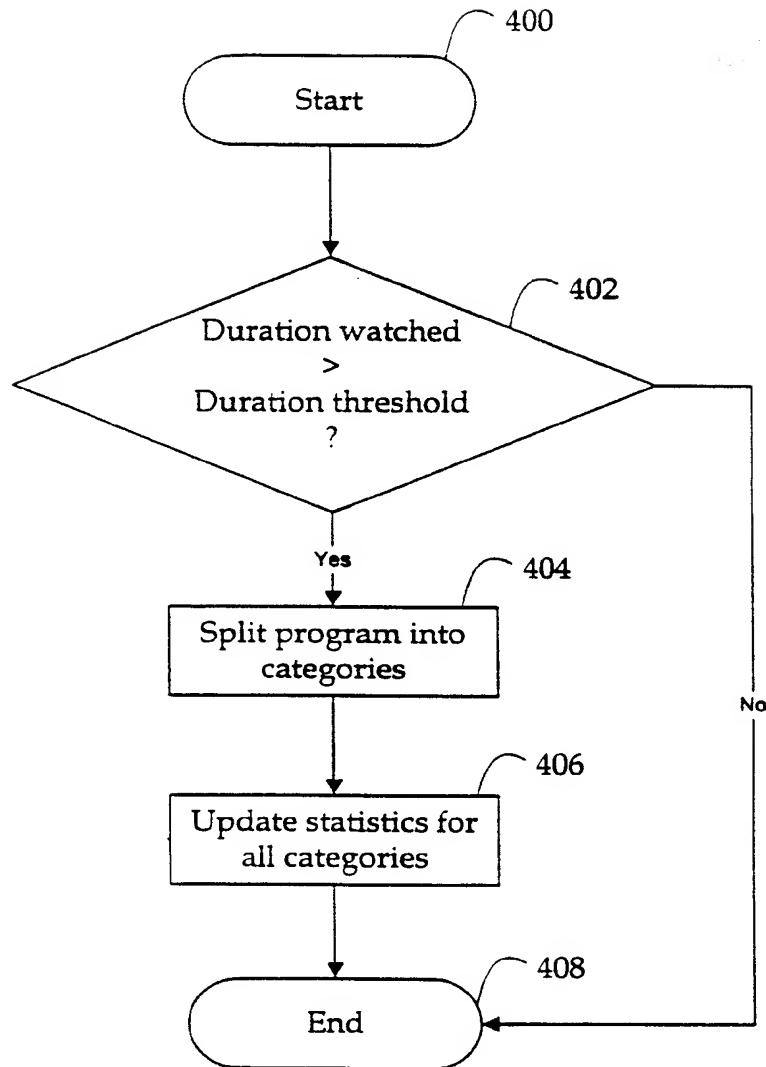 400
Start
402
Duration watched
>
Duration threshold
?
Yes
404
Split program into
categories
No
406
Update statistics for
all categories
408
End